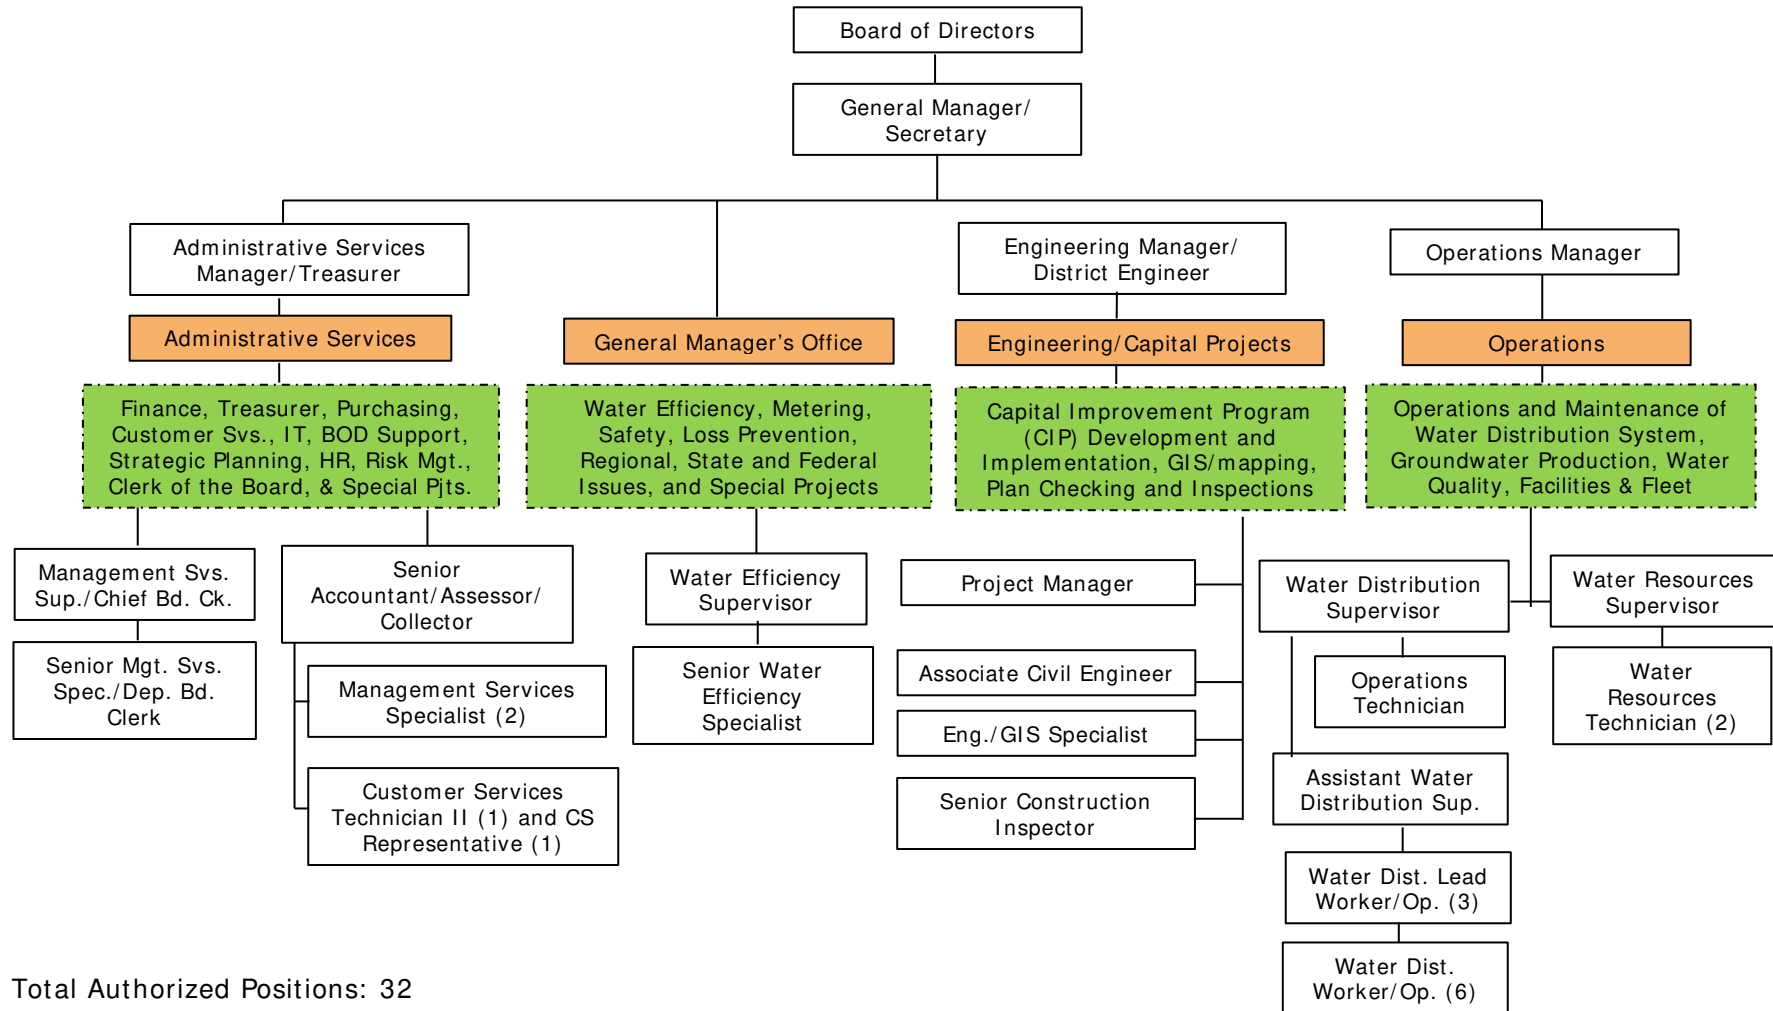 Board of Directors
General Manager/
Secretary
Administrative Services
Manager/Treasurer
Engineering Manager/
District Engineer
Operations Manager
Administrative Services
General Manager’s Office
Engineering/Capital Projects
Operations
Finance, Treasurer, Purchasing,
Customer Svs., IT, BOD Support,
Strategic Planning, HR, Risk Mgt.,
Clerk of the Board, & Special Pjts.
Water Efficiency, Metering,
Safety, Loss Prevention,
Regional, State and Federal
Issues, and Special Projects
Capital Improvement Program
(CIP) Development and
Implementation, GIS/mapping,
Plan Checking and Inspections
Operations and Maintenance of
Water Distribution System,
Groundwater Production, Water
Quality, Facilities & Fleet
Management Svs.
Sup./Chief Bd. Ck.
Senior Mgt. Svs.
Spec./Dep. Bd.
Clerk
Senior
Accountant/Assessor/
Collector
Management Services
Specialist (2)
Customer Services
Technician II (1) and CS
Representative (1)
Water Efficiency
Supervisor
Senior Water
Efficiency
Specialist
Project Manager
Associate Civil Engineer
Eng./GIS Specialist
Senior Construction
Inspector
Water Distribution
Supervisor
Operations
Technician
Assistant Water
Distribution Sup.
Water Dist. Lead
Worker/Op. (3)
Water Dist.
Worker/Op. (6)
Water Resources
Supervisor
Water
Resources
Technician (2)
Total Authorized Positions: 32